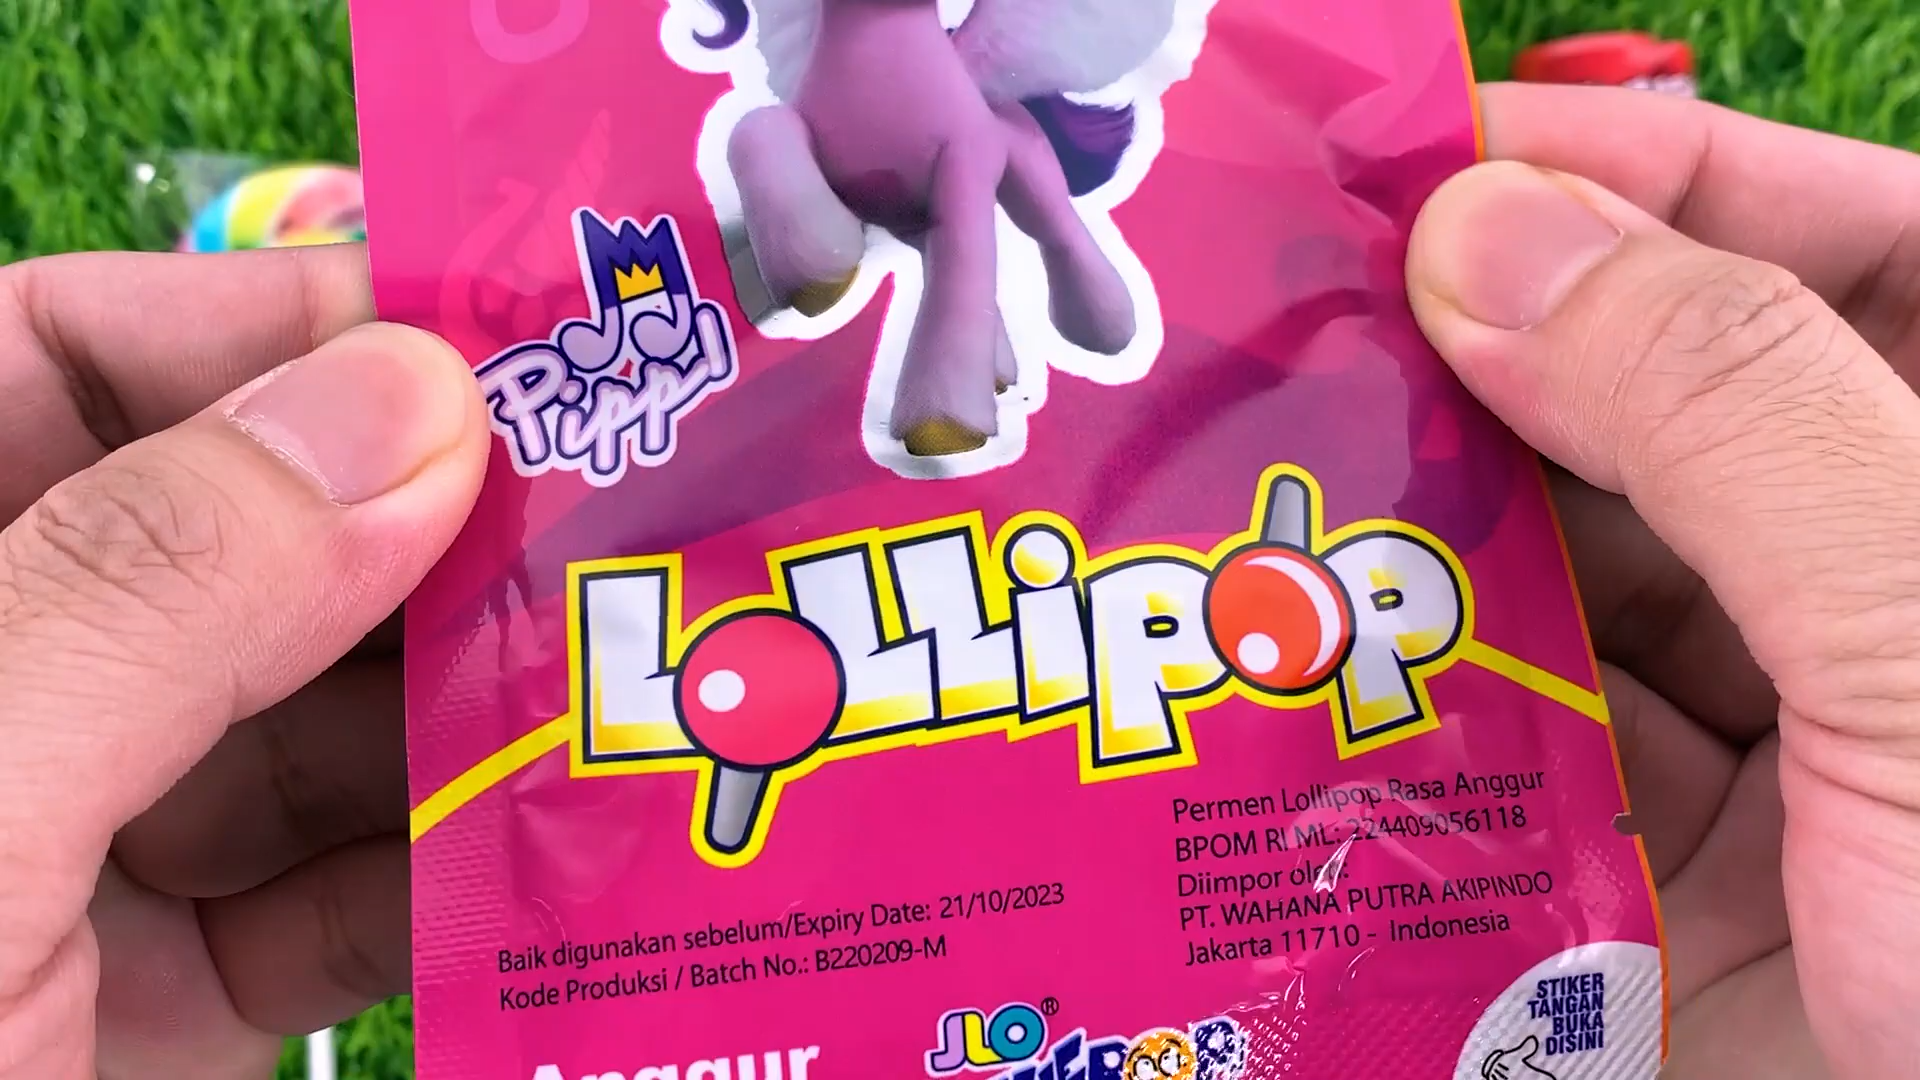 Pipp
Lollipop
Permen Lollipop Rasa Anggur
BPOM RI ML: 224409056118
Diimpor oleh:
PT. WAHANA PUTRA AKIPINDO
Jakarta 11710 - Indonesia
Baik digunakan sebelum/Expiry Date: 21/10/2023
Kode Produksi / Batch No.: B220209-M
STIKER
TANGAN
BUKA
DISINI
JLO®
Anggur